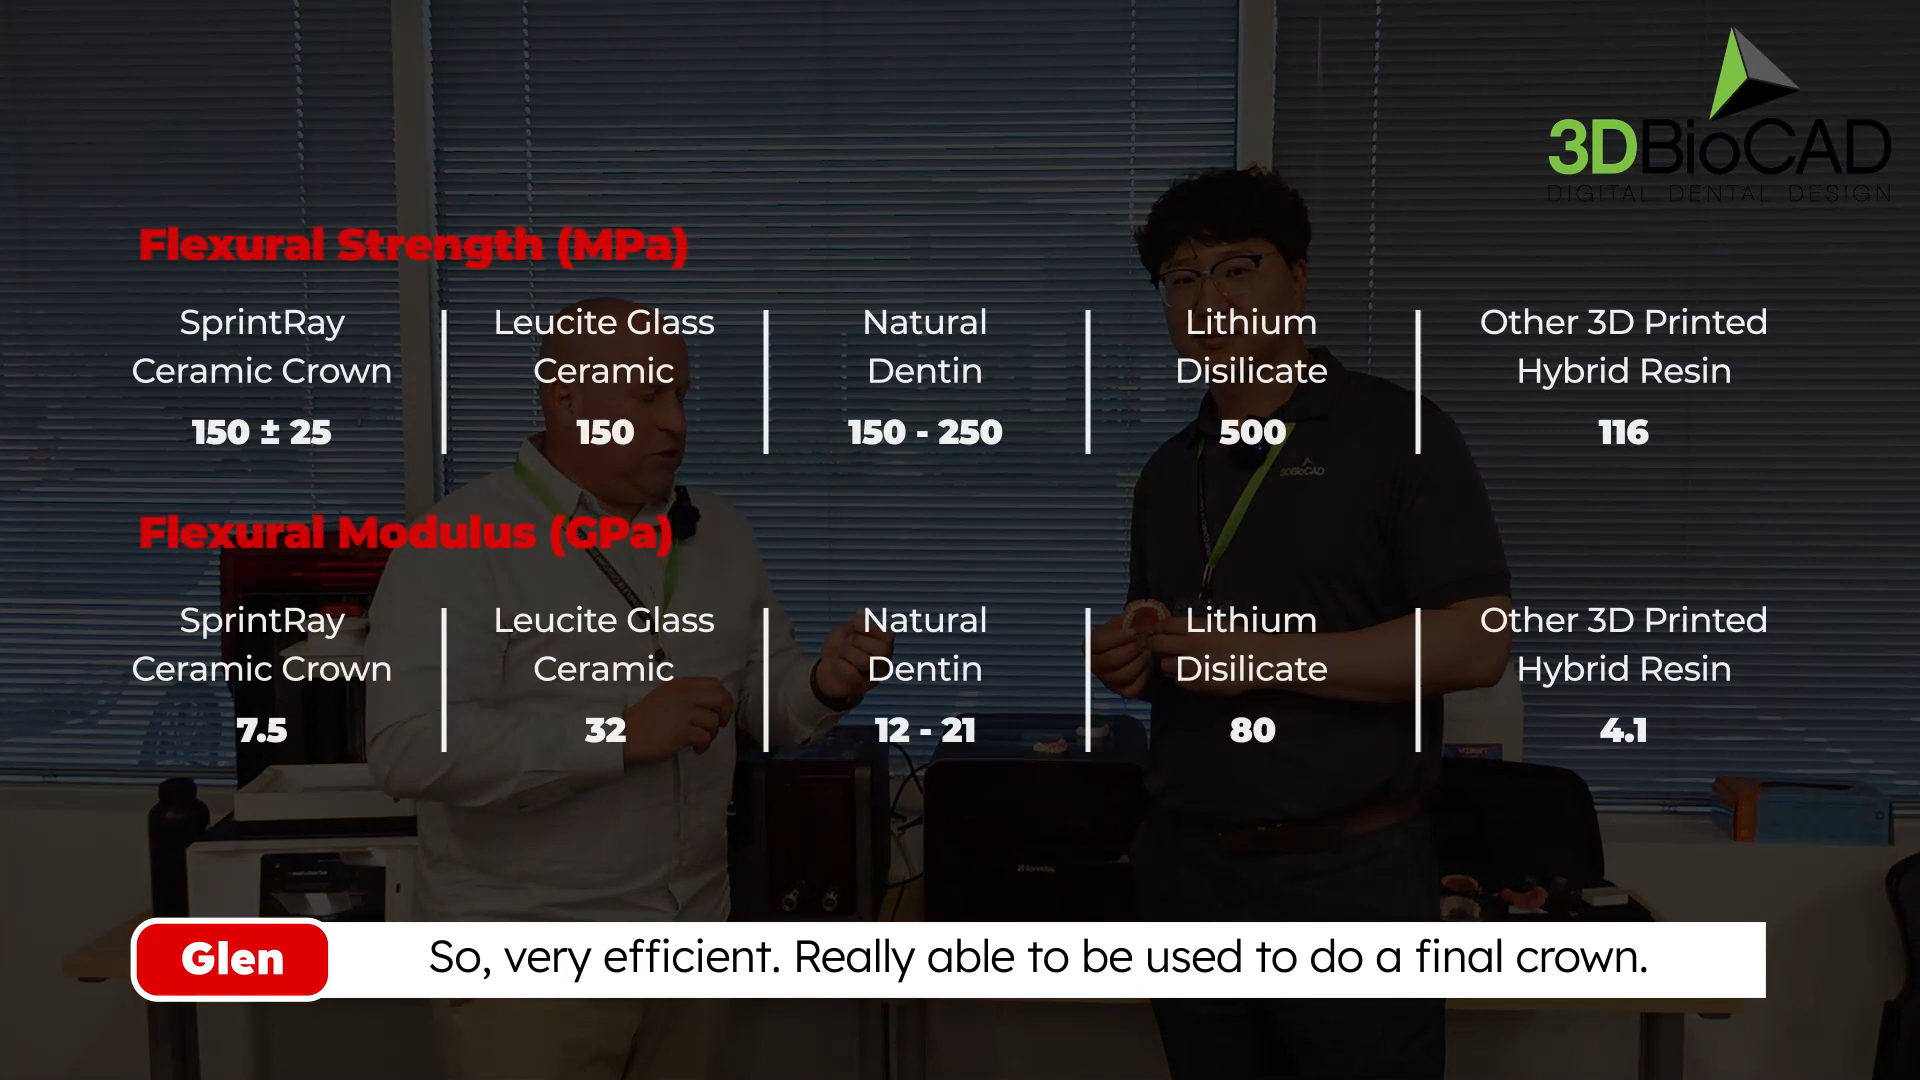 3DBioCAD
DIGITAL DENTAL DESIGN
Flexural Strength (MPa)
SprintRay
Ceramic Crown
150 ± 25
Leucite Glass
Ceramic
150
Natural
Dentin
150 - 250
Lithium
Disilicate
500
Other 3D Printed
Hybrid Resin
116
3DBioCAD
Flexural Modulus (GPa)
SprintRay
Ceramic Crown
7.5
Leucite Glass
Ceramic
32
Natural
Dentin
12 - 21
Lithium
Disilicate
80
Other 3D Printed
Hybrid Resin
4.1
SprintRay
Glen
So, very efficient. Really able to be used to do a final crown.